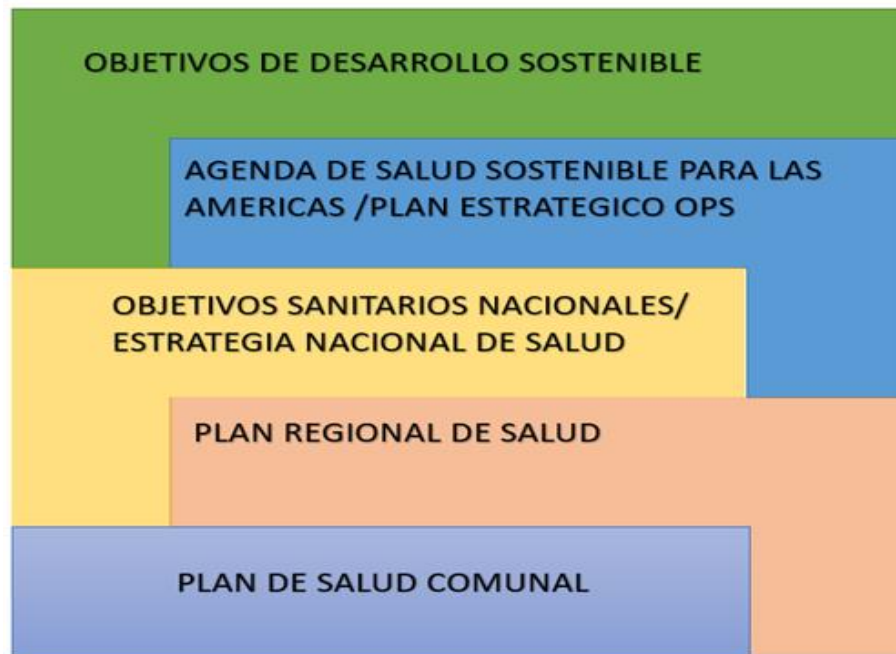 OBJETIVOS DE DESARROLLO SOSTENIBLE
AGENDA DE SALUD SOSTENIBLE PARA LAS
AMERICAS /PLAN ESTRATEGICO OPS
OBJETIVOS SANITARIOS NACIONALES/
ESTRATEGIA NACIONAL DE SALUD
PLAN REGIONAL DE SALUD
PLAN DE SALUD COMUNAL